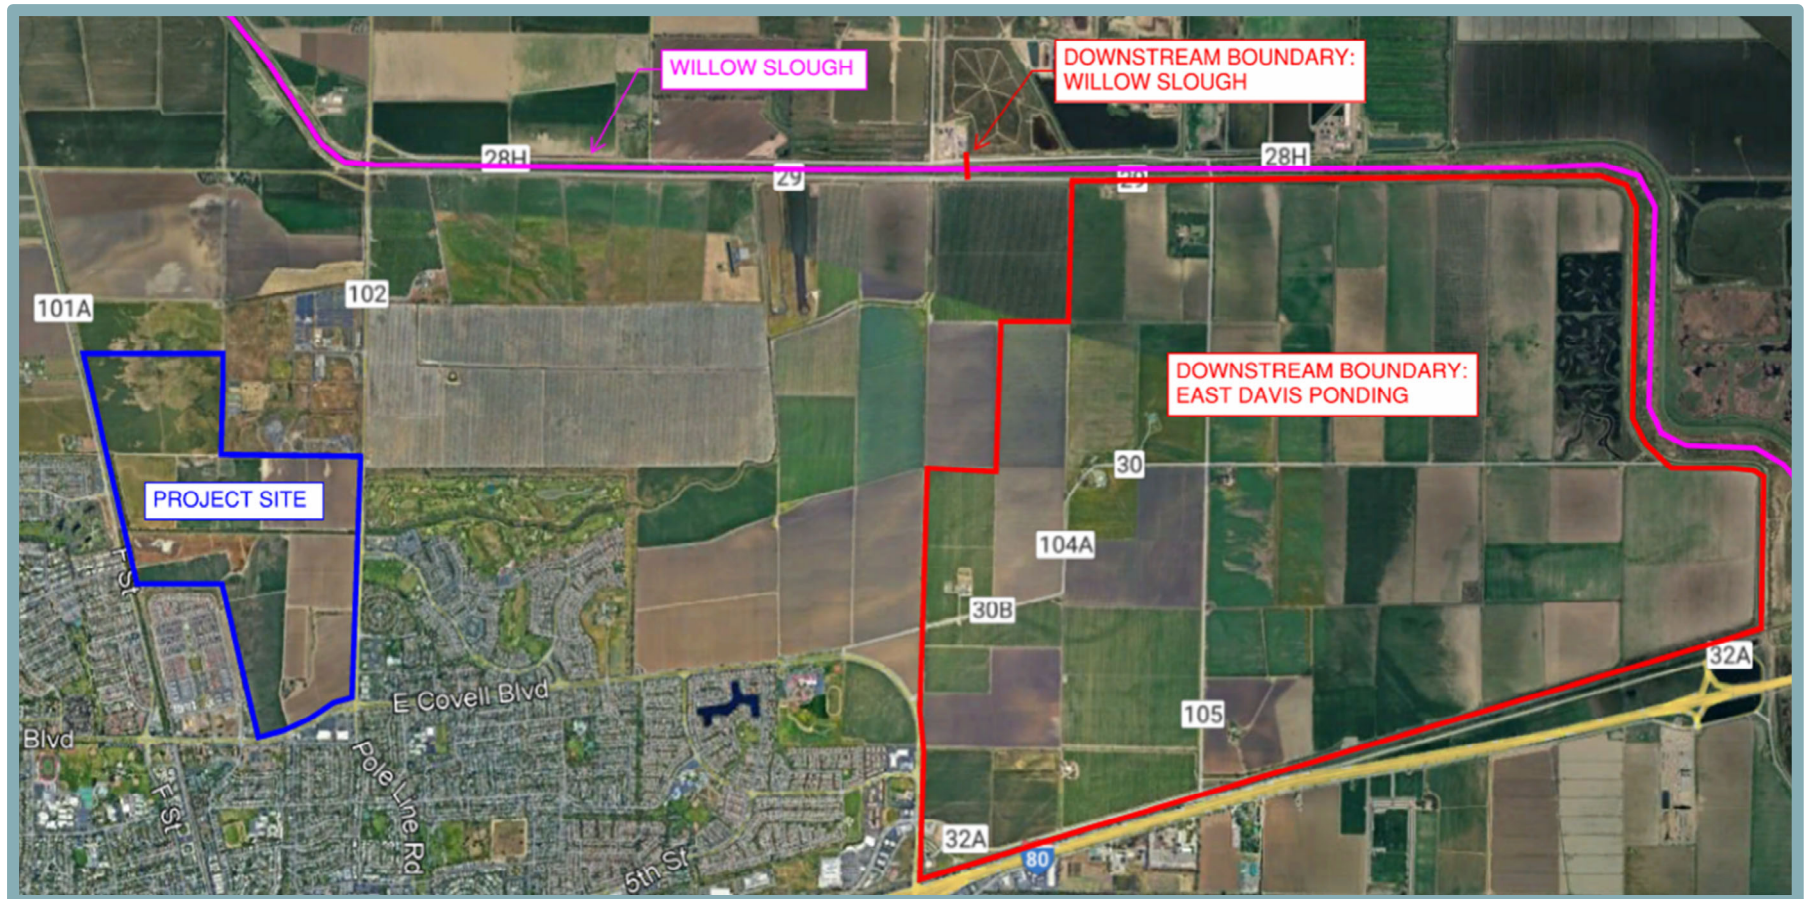 WILLOW SLOUGH
DOWNSTREAM BOUNDARY:
WILLOW SLOUGH
28H
28H
29
29
102
101A
DOWNSTREAM BOUNDARY:
EAST DAVIS PONDING
30
PROJECT SITE
104A
F St
30B
32A
E Covell Blvd
105
Blvd
Pole Line Rd
F St
32A
80
5th St